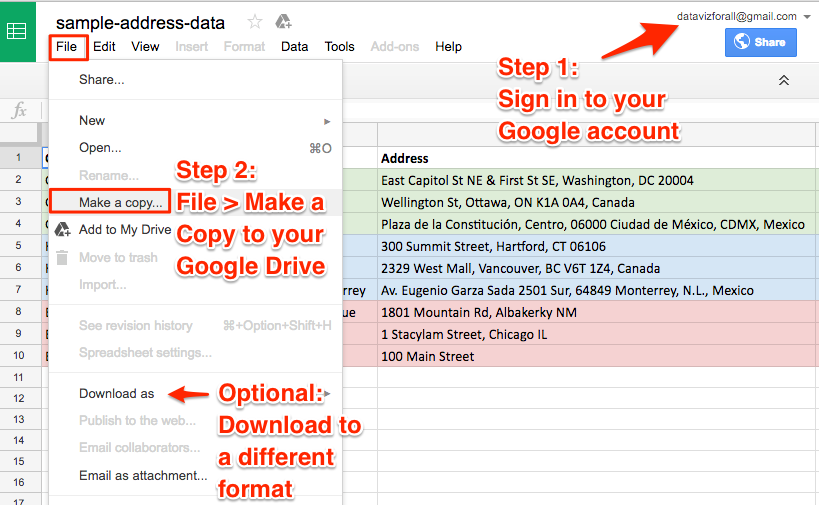 sample-address-data
datavizforall@gmail.com
File Edit View Insert Format Data Tools Add-ons Help
Share
Step 1:
Sign in to your
Google account
Share...
New
Open... ⌘O
Rename...
Make a copy...
Add to My Drive
Move to trash
Import...
See revision history ⌘+Option+Shift+H
Spreadsheet settings...
Download as
Publish to the web...
Email collaborators...
Email as attachment...
Step 2:
File > Make a
Copy to your
Google Drive
Optional:
Download to
a different
format
fx
1 Address
2 East Capitol St NE & First St SE, Washington, DC 20004
3 Wellington St, Ottawa, ON K1A 0A4, Canada
4 Plaza de la Constitución, Centro, 06000 Ciudad de México, CDMX, Mexico
5 300 Summit Street, Hartford, CT 06106
6 2329 West Mall, Vancouver, BC V6T 1Z4, Canada
7 Av. Eugenio Garza Sada 2501 Sur, 64849 Monterrey, N.L., Mexico
8 1801 Mountain Rd, Albakerky NM
9 1 Stacylam Street, Chicago IL
10 100 Main Street
11
12
13
14
15
16
17